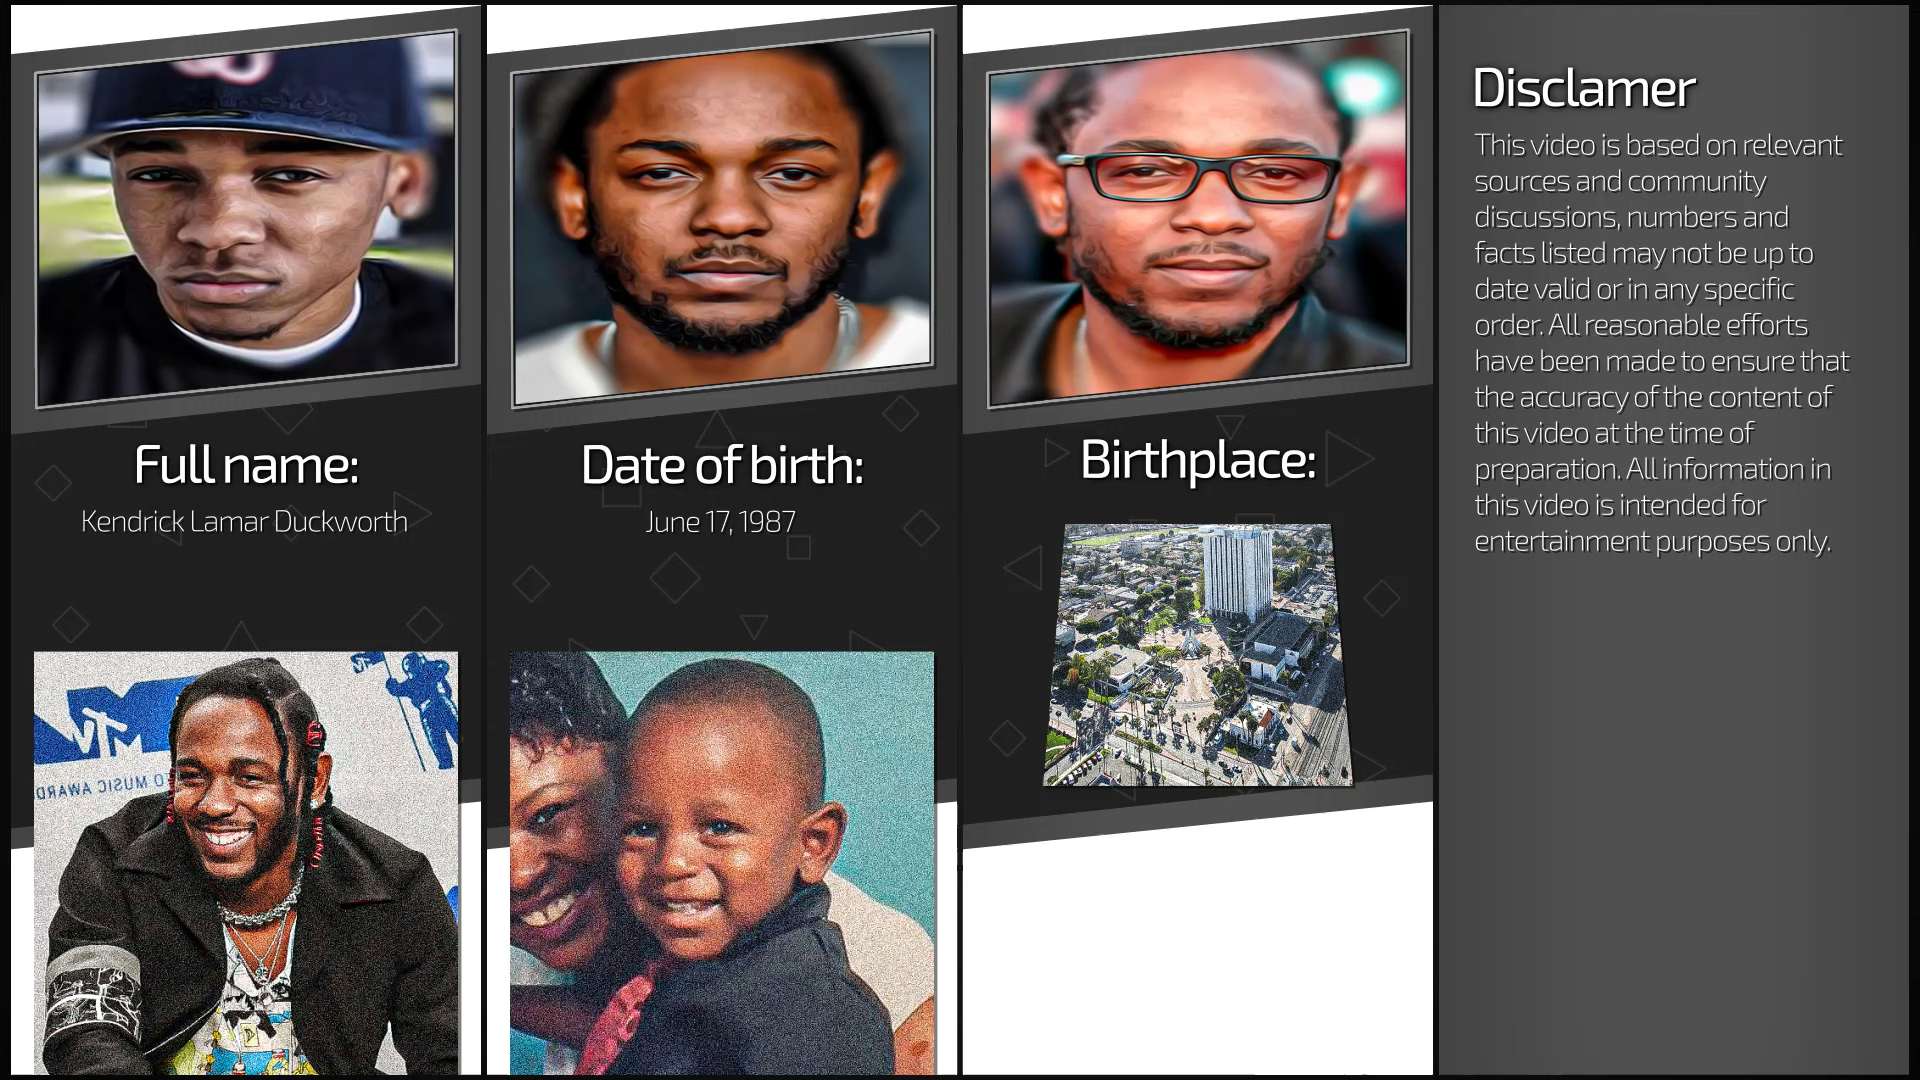 Full name:
Kendrick Lamar Duckworth
Date of birth:
June 17, 1987
Birthplace:
Disclamer
This video is based on relevant
sources and community
discussions, numbers and
facts listed may not be up to
date valid or in any specific
order. All reasonable efforts
have been made to ensure that
the accuracy of the content of
this video at the time of
preparation. All information in
this video is intended for
entertainment purposes only.
MTV
O MUSIC AWARD